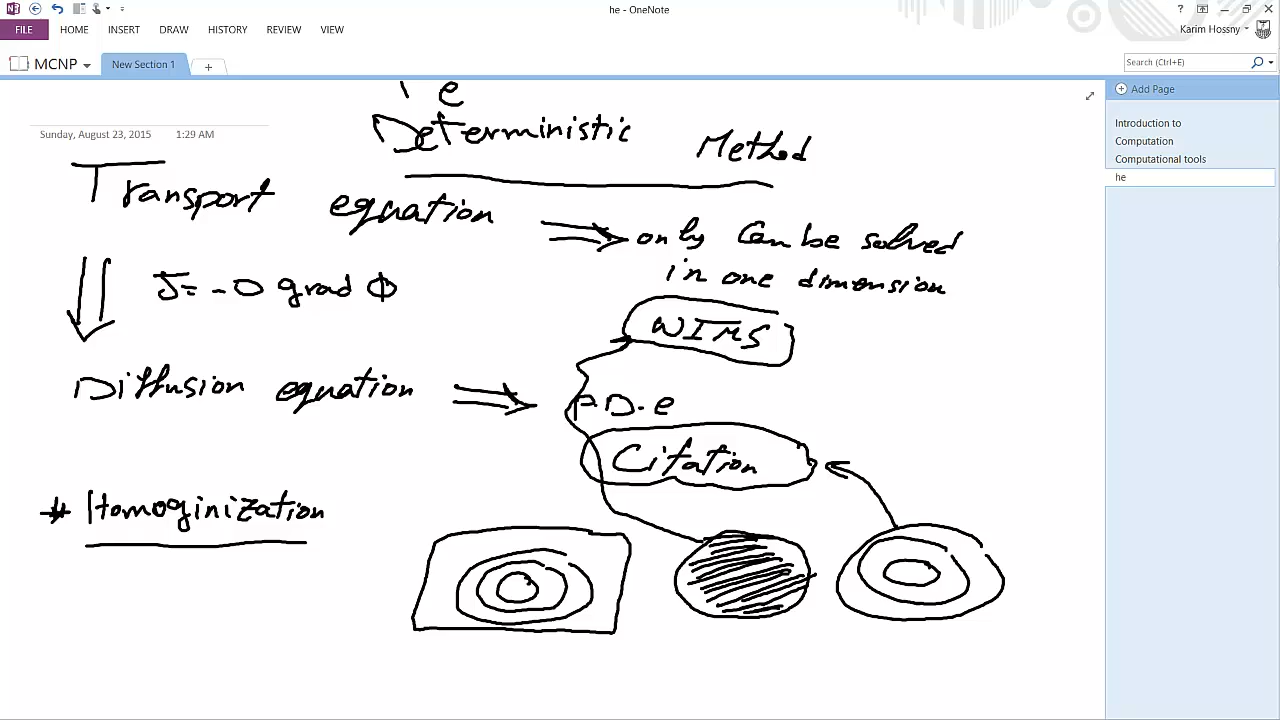 he - OneNote
FILE HOME INSERT DRAW HISTORY REVIEW VIEW
Karim Hossny
MCNP
New Section 1
Search (Ctrl+E)
Add Page
Introduction to
Computation
Computational tools
he
Sunday, August 23, 2015 1:29 AM
Deterministic Method
Transport equation ⇒ only Can be solved
in one dimension
J = - D grad Φ
WIMS
Diffusion equation ⇒ P.D.e
Citation
# Homoginization